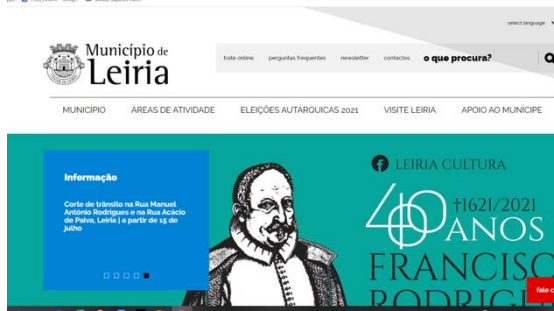 select language
Município de
Leiria
trate online perguntas frequentes newsletter contactos o que procura?
MUNICÍPIO ÁREAS DE ATIVIDADE ELEIÇÕES AUTÁRQUICAS 2021 VISITE LEIRIA APOIO AO MUNÍCIPE
Informação
Corte de trânsito na Rua Manuel
António Rodrigues e na Rua Acácio
de Paiva, Leiria | a partir de 15 de
julho
LEIRIA CULTURA
400 †1621/2021
ANOS
FRANCISCO
RODRIGU
fale c